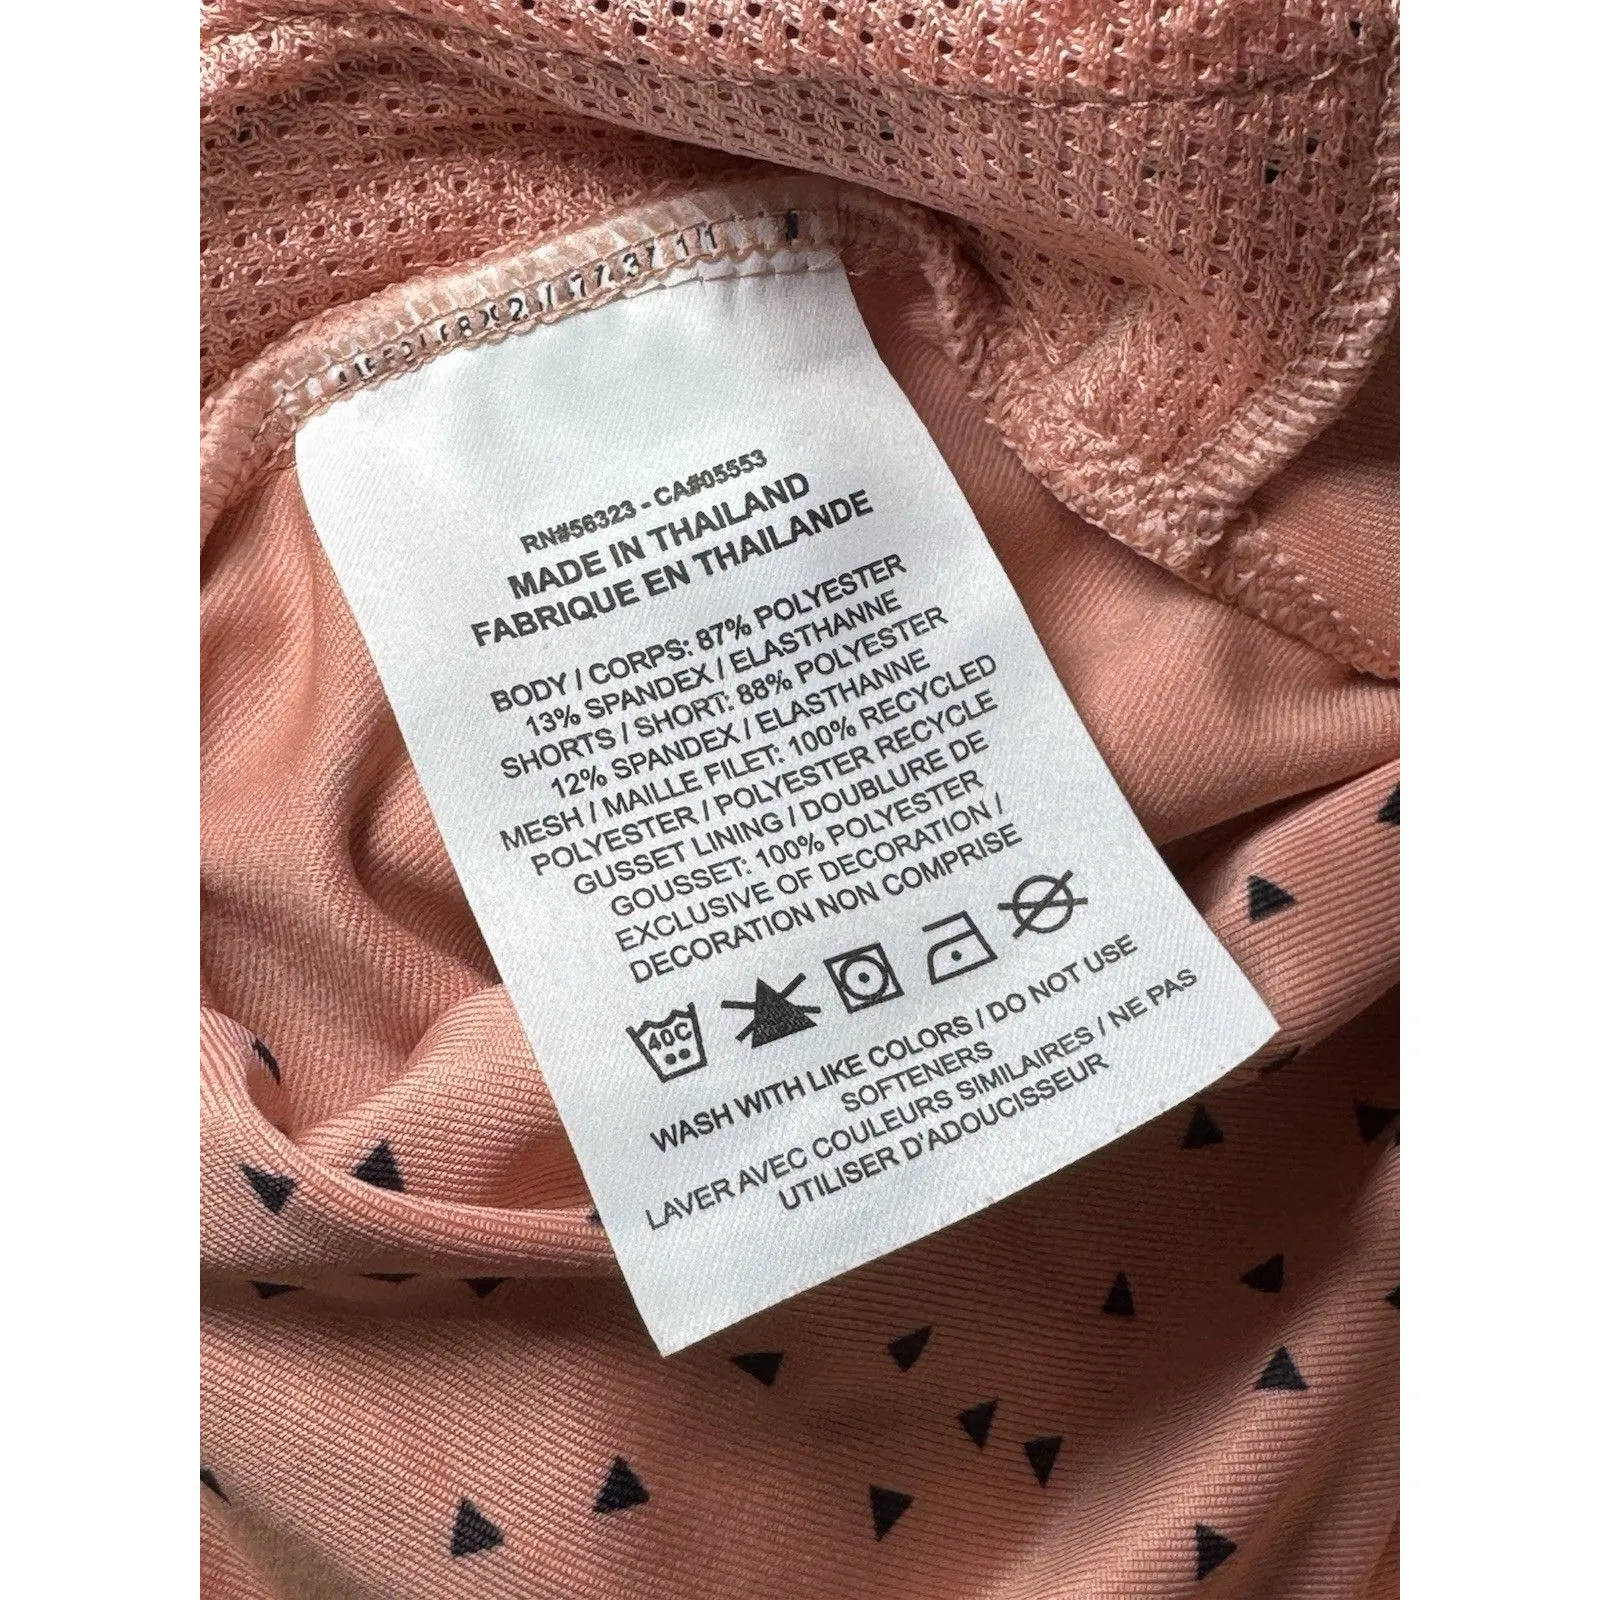 RN#56323 - CA#05553
MADE IN THAILAND
FABRIQUE EN THAILANDE
BODY / CORPS: 87% POLYESTER
13% SPANDEX / ELASTHANNE
SHORTS / SHORT: 88% POLYESTER
12% SPANDEX / ELASTHANNE
MESH / MAILLE FILET: 100% RECYCLED
POLYESTER / POLYESTER RECYCLE
GUSSET LINING / DOUBLURE DE
GOUSSET: 100% POLYESTER
EXCLUSIVE OF DECORATION /
DECORATION NON COMPRISE
40C
WASH WITH LIKE COLORS / DO NOT USE
SOFTENERS
LAVER AVEC COULEURS SIMILAIRES / NE PAS
UTILISER D'ADOUCISSEUR